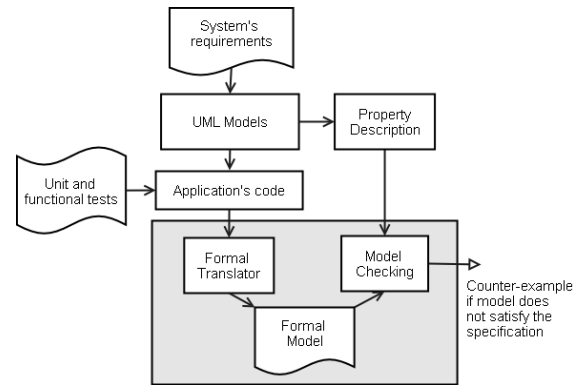 System's
requirements
UML Models
Property
Description
Unit and
functional tests
Application's code
Formal
Translator
Model
Checking
Counter-example
if model does
not satisfy the
specification
Formal
Model